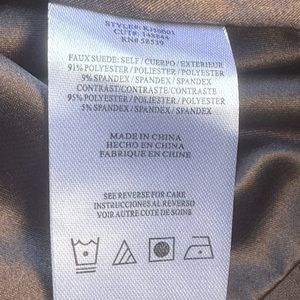 STYLE#: RJ10601
CUT#: 148844
RN# 58539
FAUX SUEDE: SELF / CUERPO / EXTERIEUR
91% POLYESTER / POLIESTER / POLYESTER
9% SPANDEX / SPANDEX / SPANDEX
CONTRAST/CONTRASTE/CONTRASTE
95% POLYESTER/POLIESTER/POLYESTER
5% SPANDEX / SPANDEX / SPANDEX
MADE IN CHINA
HECHO EN CHINA
FABRIQUE EN CHINE
SEE REVERSE FOR CARE
INSTRUCCIONES AL REVERSO
VOIR AUTRE CUTÉ DE SOINS